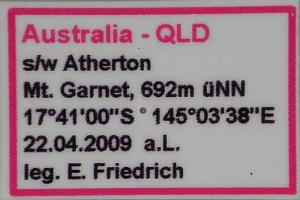 Australia - QLD
s/w Atherton
Mt. Garnet, 692m üNN
17°41'00"S ° 145°03'38"E
22.04.2009 a.L.
leg. E. Friedrich